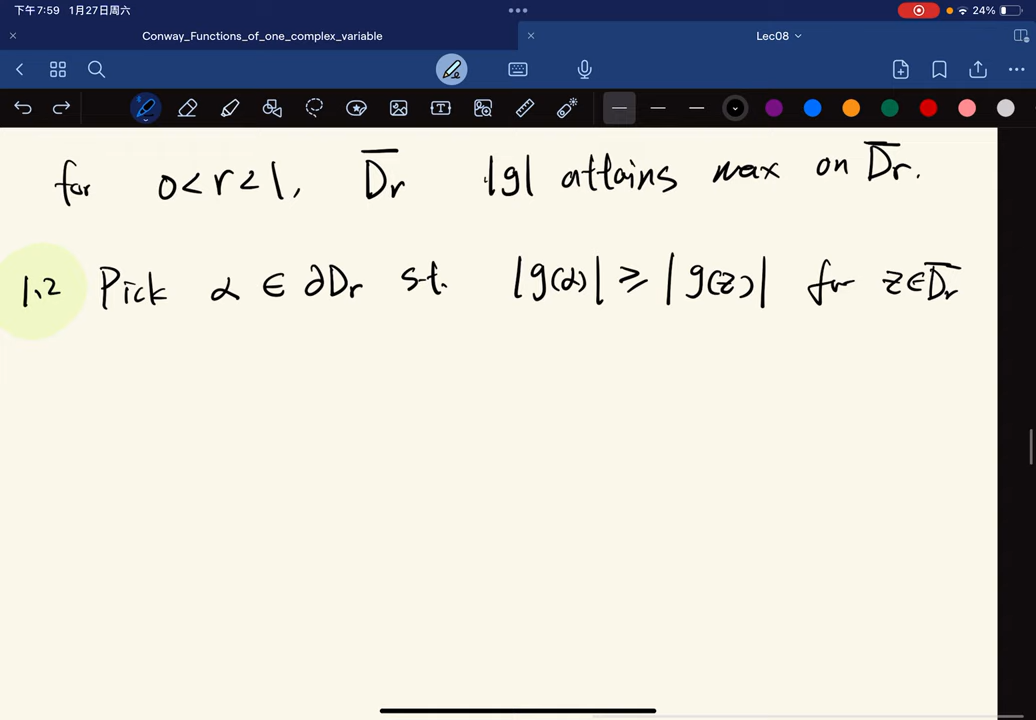 下午7:59 1月27日周六
24%
Conway_Functions_of_one_complex_variable
Lec08
for 0<r<1, D̅r |g| attains max on D̅r.
1.2 Pick α ∈ ∂Dr s.t. |g(α)| ≥ |g(z)| for z∈D̅r